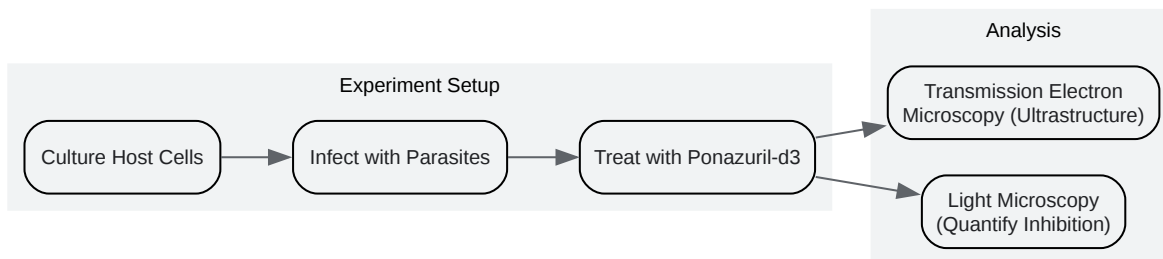 Experiment Setup
Culture Host Cells
Infect with Parasites
Treat with Ponazuril-d3
Analysis
Transmission Electron
Microscopy (Ultrastructure)
Light Microscopy
(Quantify Inhibition)